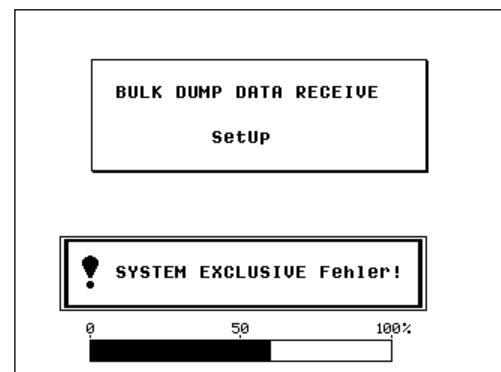 BULK DUMP DATA RECEIVE
SetUp
! SYSTEM EXCLUSIVE Fehler!
0 50 100%